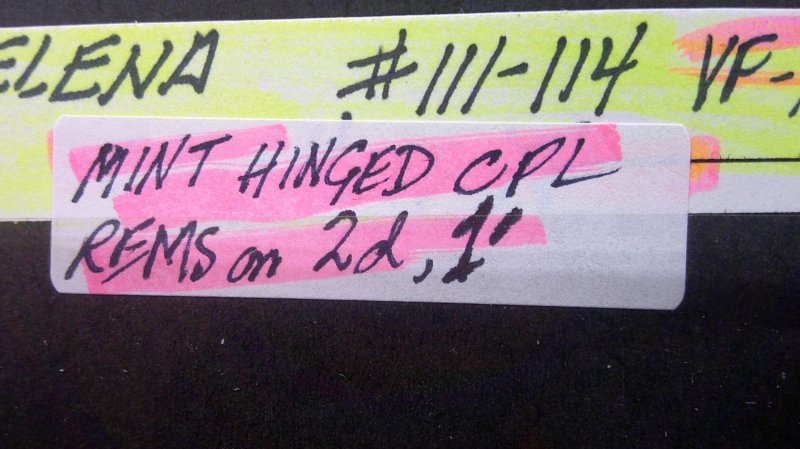 ELENA #111-114 VF-
MINT HINGED CPL
REMS on 2d, 1'